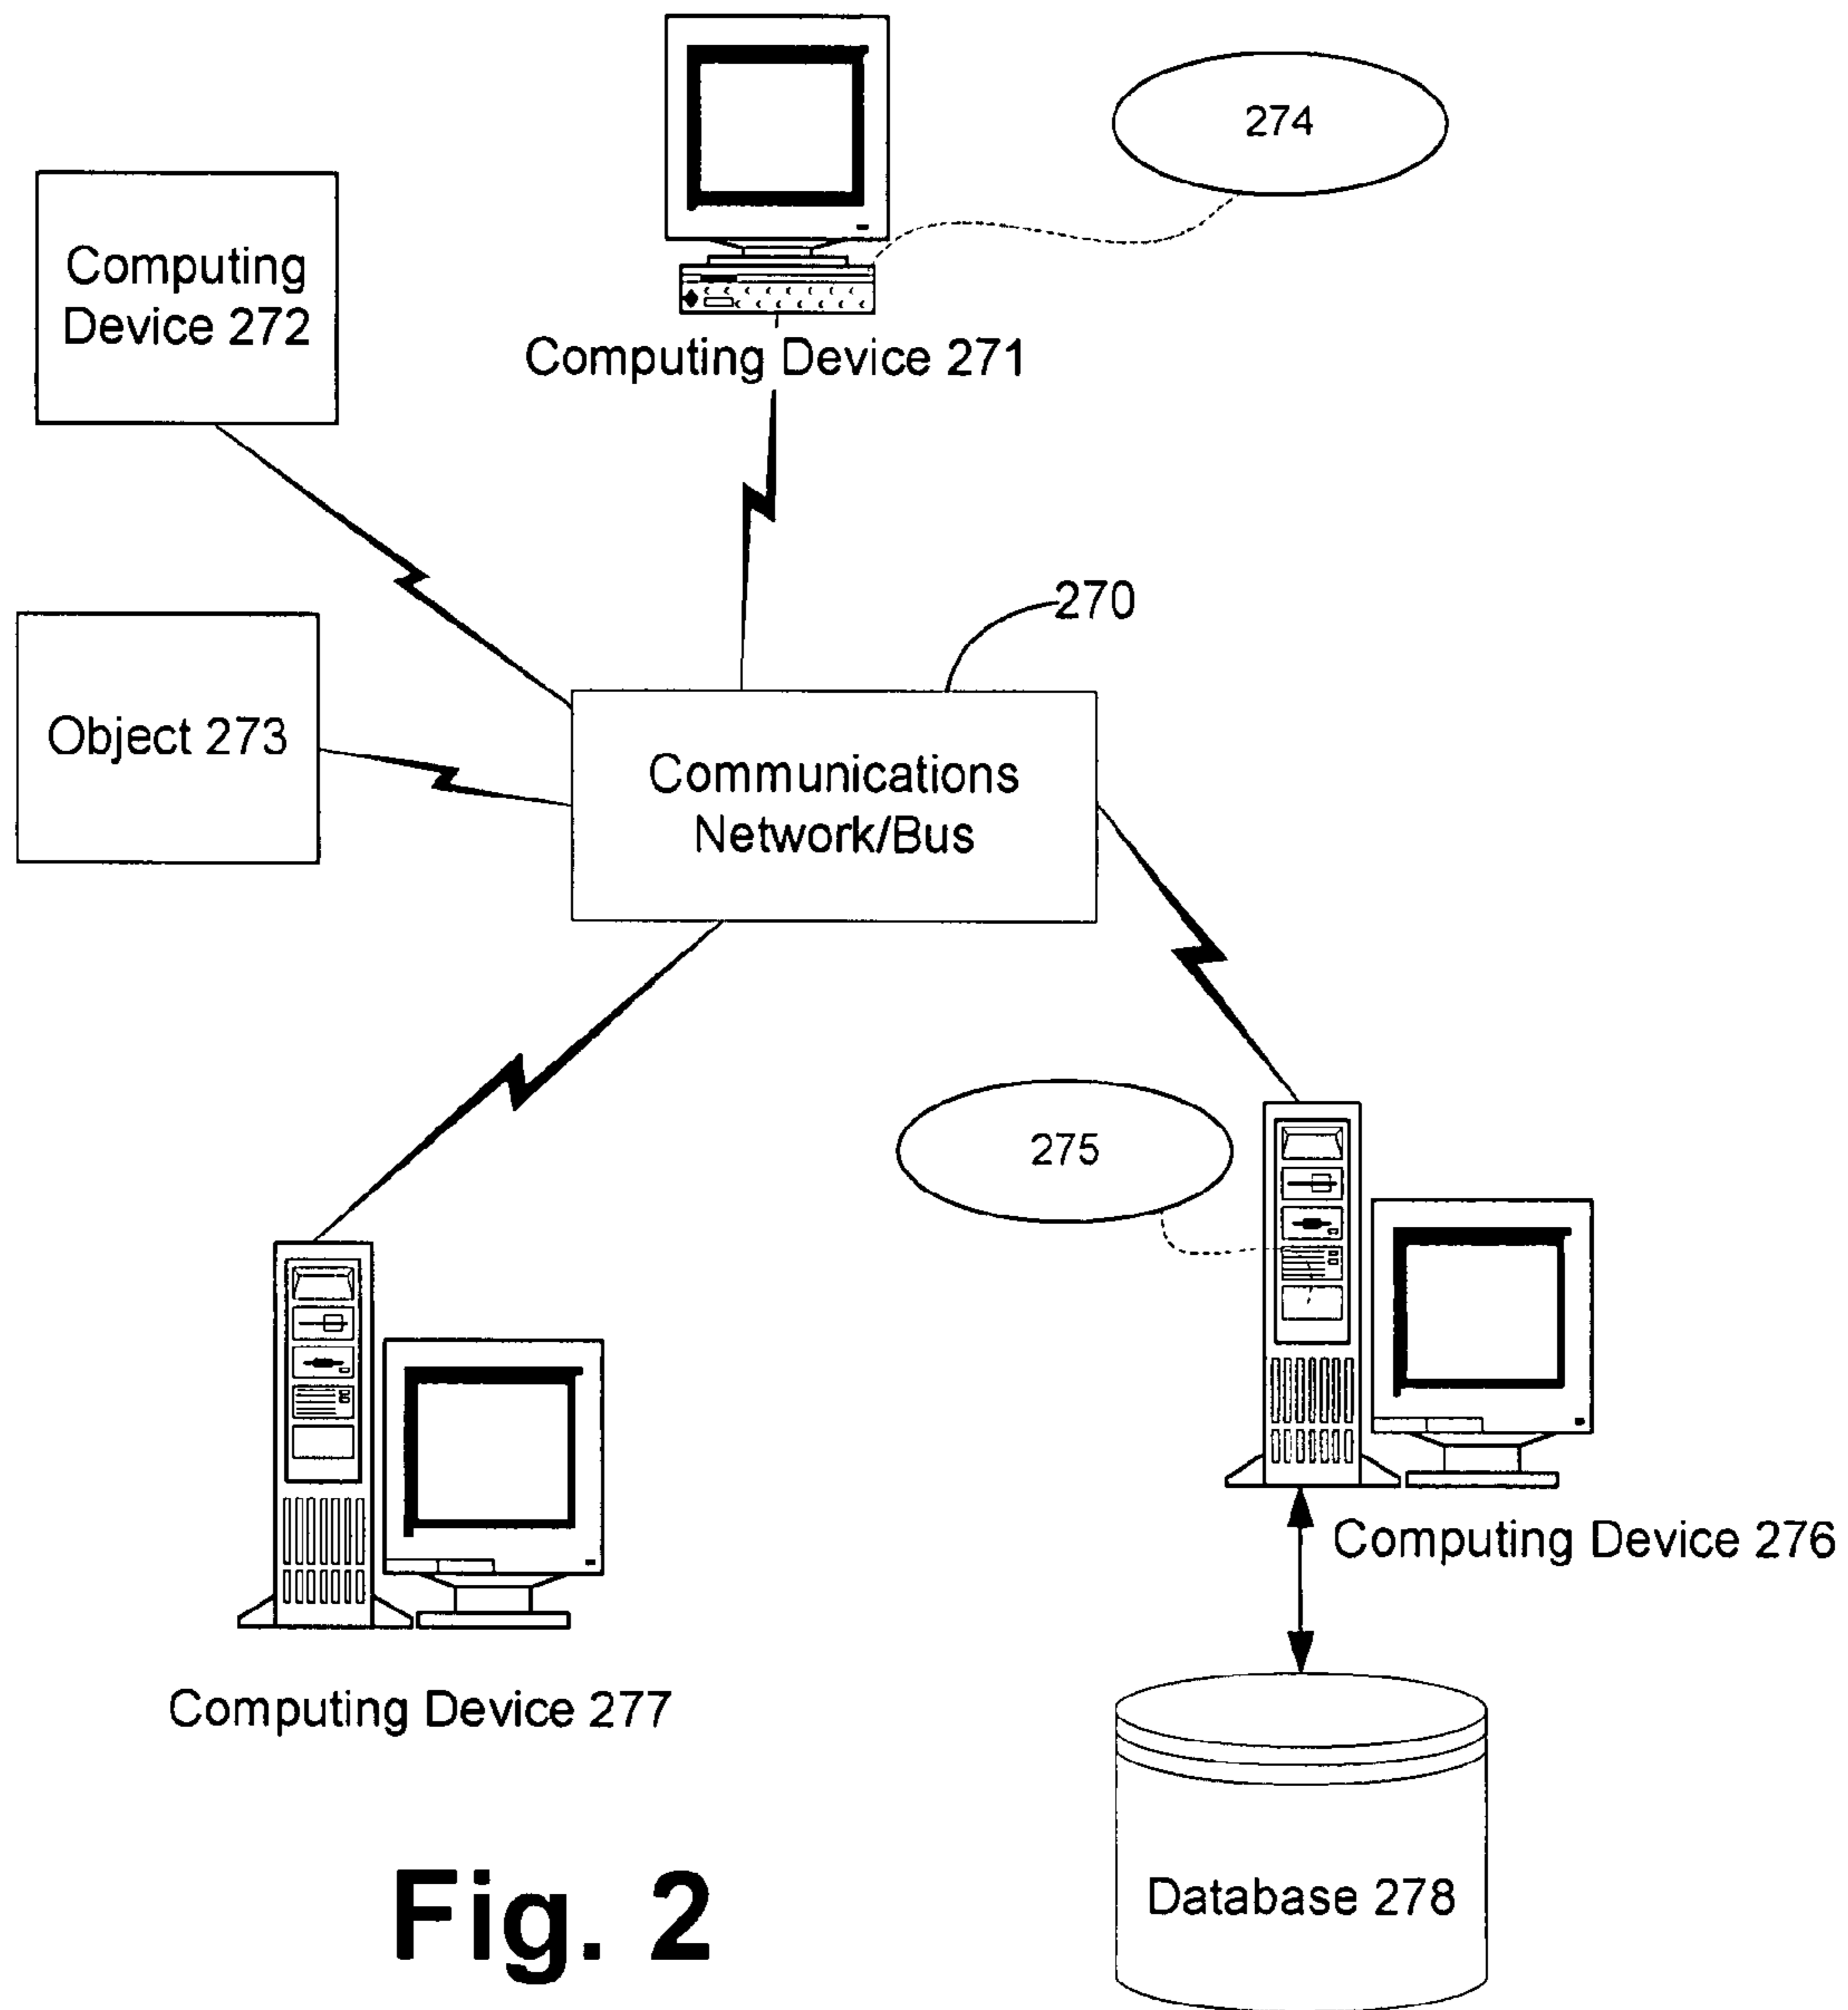 274
Computing
Device 272
Computing Device 271
270
Object 273
Communications
Network/Bus
275
Computing Device 276
Computing Device 277
Database 278
Fig. 2